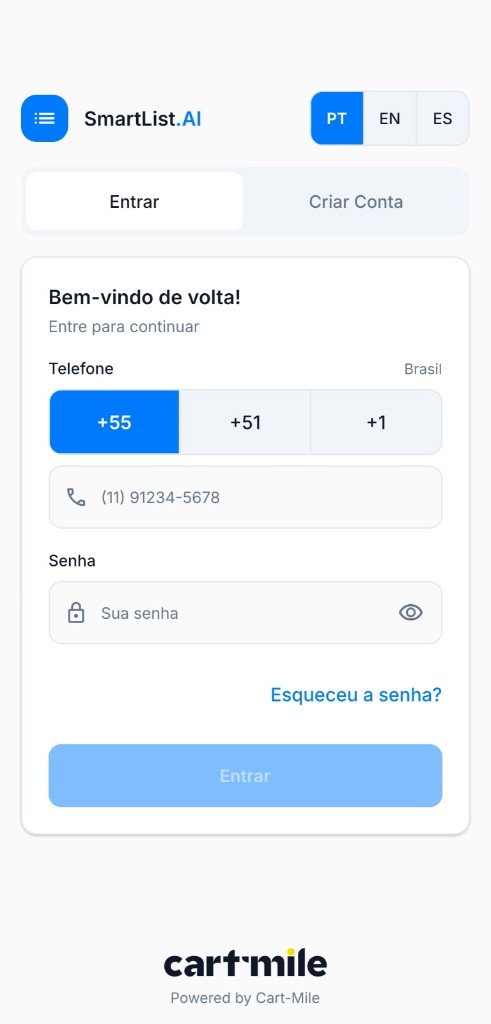 SmartList.AI
PT EN ES
Entrar Criar Conta
Bem-vindo de volta!
Entre para continuar
Telefone Brasil
+55 +51 +1
(11) 91234-5678
Senha
Sua senha
Esqueceu a senha?
Entrar
cart-mile
Powered by Cart-Mile